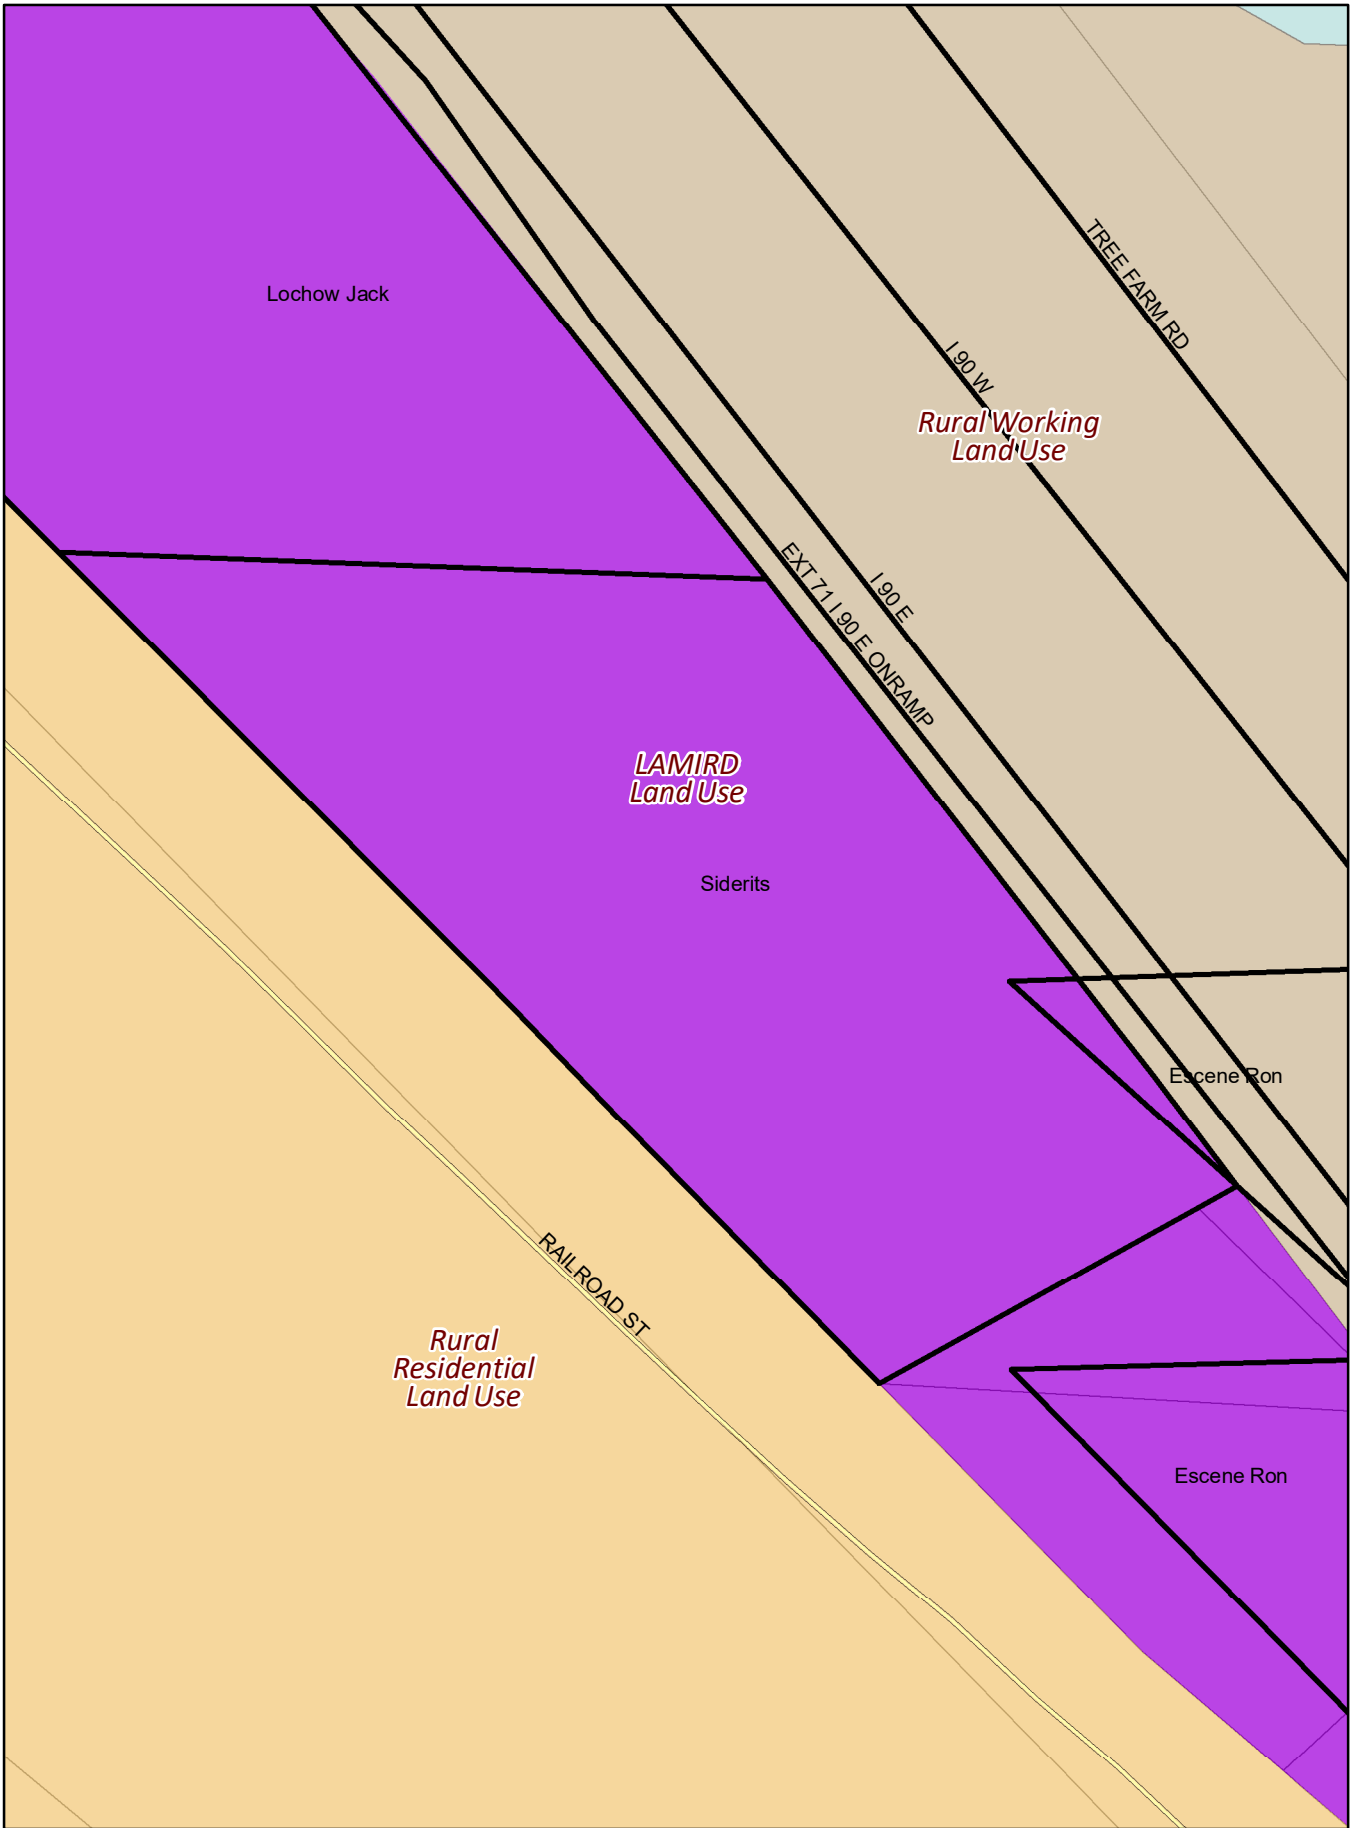 TREE FARM RD
Lochow Jack
I 90 W
Rural Working
Land Use
EXT 71 I 90 E ONRAMP
I 90 E
LAMIRD
Land Use
Siderits
Escene Ron
RAILROAD ST
Rural
Residential
Land Use
Escene Ron